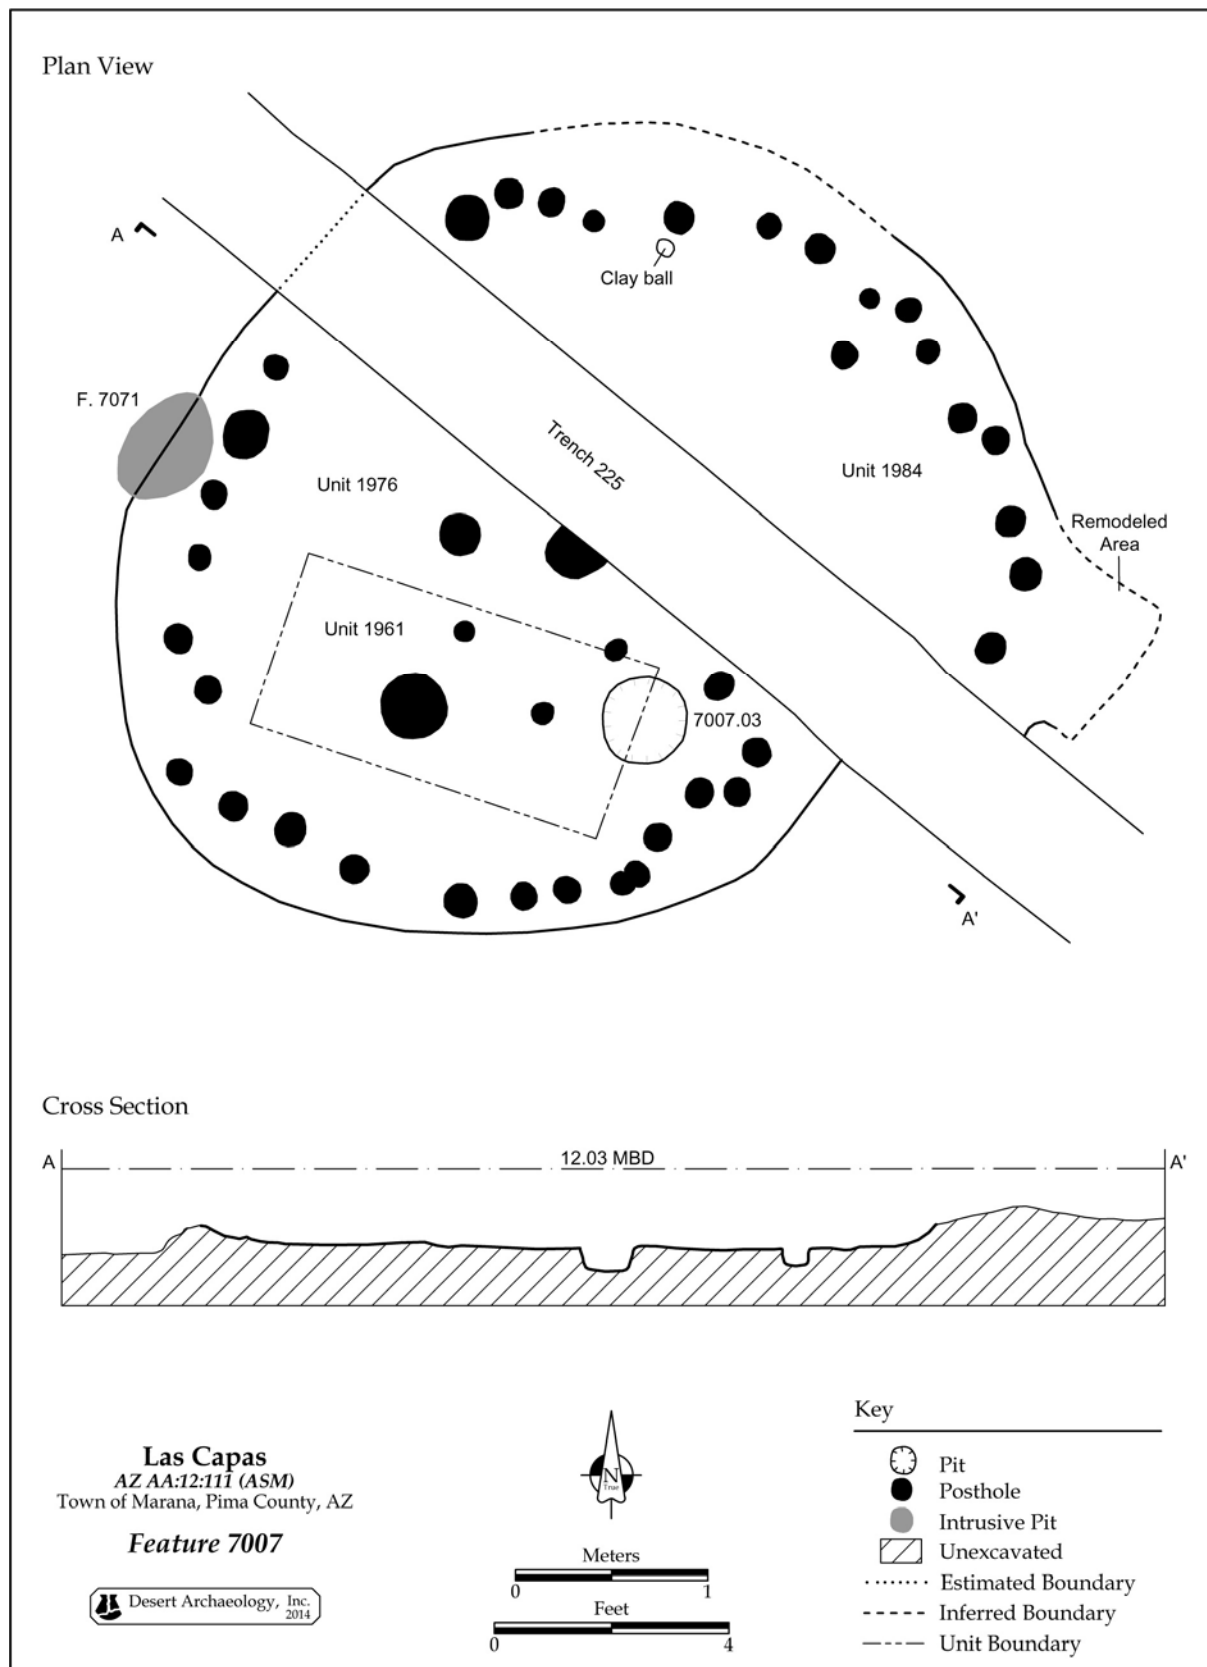 Plan View
A
Clay ball
F. 7071
Trench 225
Unit 1976
Unit 1984
Remodeled
Area
Unit 1961
7007.03
A'
Cross Section
A
12.03 MBD
A'
Las Capas
AZ AA:12:111 (ASM)
Town of Marana, Pima County, AZ
Feature 7007
Desert Archaeology, Inc.
2014
N
True
Meters
0 1
Feet
0 4
Key
Pit
Posthole
Intrusive Pit
Unexcavated
Estimated Boundary
Inferred Boundary
Unit Boundary